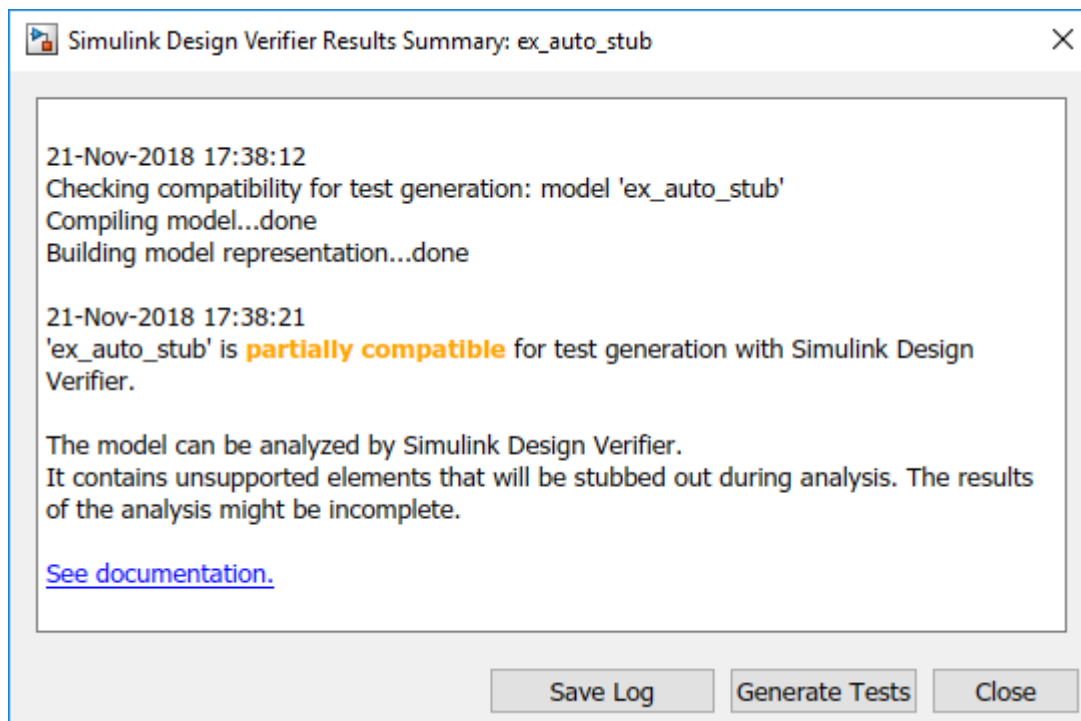 Simulink Design Verifier Results Summary: ex_auto_stub
21-Nov-2018 17:38:12
Checking compatibility for test generation: model 'ex_auto_stub'
Compiling model...done
Building model representation...done
21-Nov-2018 17:38:21
'ex_auto_stub' is partially compatible for test generation with Simulink Design
Verifier.
The model can be analyzed by Simulink Design Verifier.
It contains unsupported elements that will be stubbed out during analysis. The results
of the analysis might be incomplete.
See documentation.
Save Log Generate Tests Close